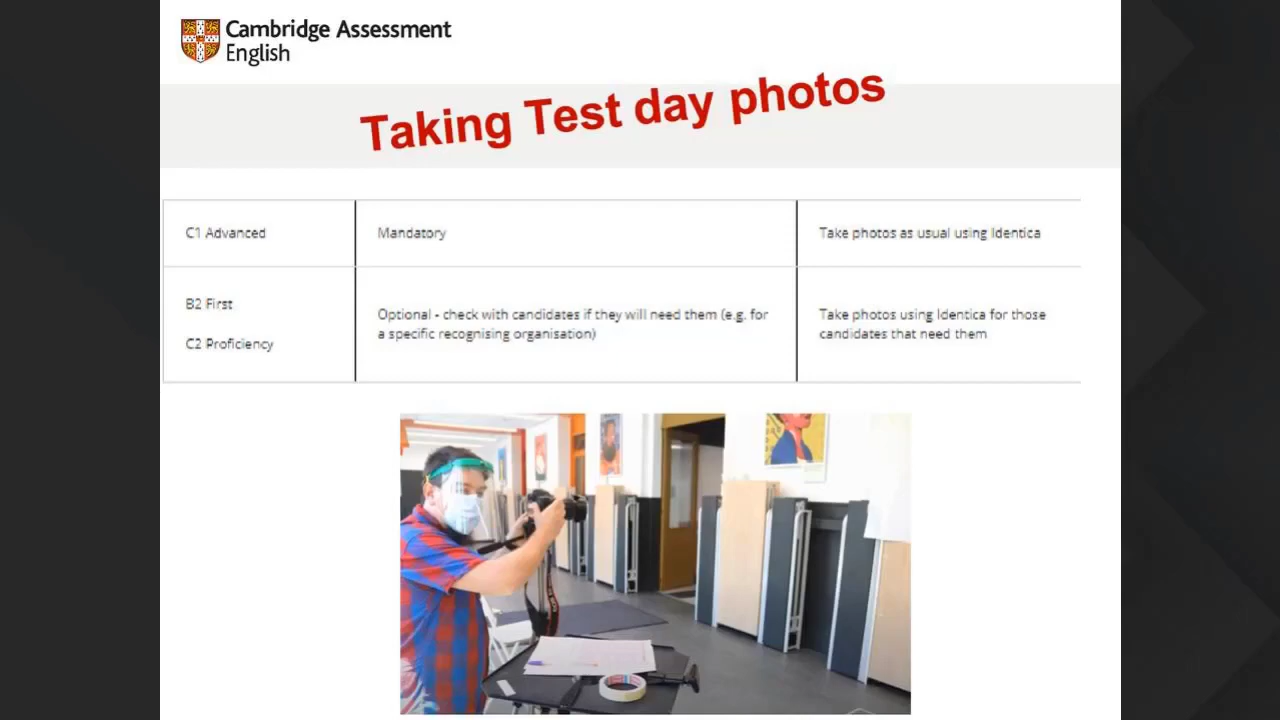 Cambridge Assessment
English
Taking Test day photos
C1 Advanced
Mandatory
Take photos as usual using Identica
B2 First
C2 Proficiency
Optional - check with candidates if they will need them (e.g. for
a specific recognising organisation)
Take photos using Identica for those
candidates that need them